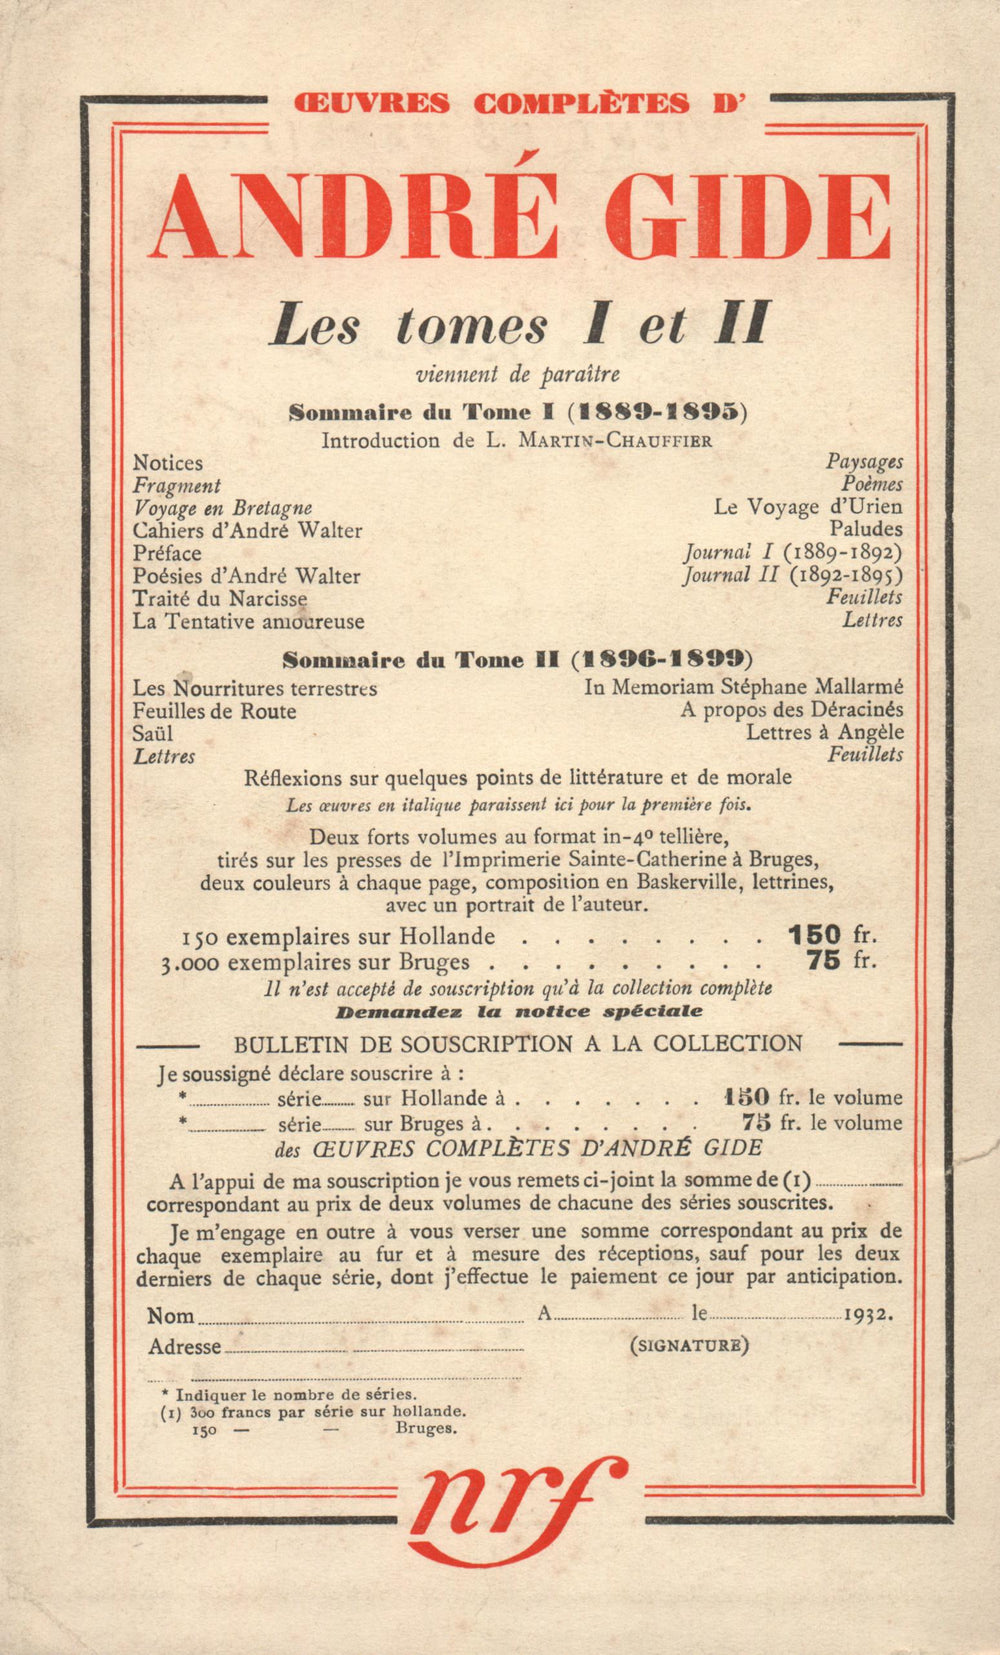 ŒUVRES COMPLÈTES D'
ANDRÉ GIDE
Les tomes I et II
viennent de paraître
Sommaire du Tome I (1889-1895)
Introduction de L. MARTIN-CHAUFFIER
Notices Paysages
Fragment Poèmes
Voyage en Bretagne Le Voyage d'Urien
Cahiers d'André Walter Paludes
Préface Journal I (1889-1892)
Poésies d'André Walter Journal II (1892-1895)
Traité du Narcisse Feuillets
La Tentative amoureuse Lettres
Sommaire du Tome II (1896-1899)
Les Nourritures terrestres In Memoriam Stéphane Mallarmé
Feuilles de Route A propos des Déracinés
Saül Lettres à Angèle
Lettres Feuillets
Réflexions sur quelques points de littérature et de morale
Les œuvres en italique paraissent ici pour la première fois.
Deux forts volumes au format in-4º tellière,
tirés sur les presses de l'Imprimerie Sainte-Catherine à Bruges,
deux couleurs à chaque page, composition en Baskerville, lettrines,
avec un portrait de l'auteur.
150 exemplaires sur Hollande . . . . . . . . 150 fr.
3.000 exemplaires sur Bruges . . . . . . . . . 75 fr.
Il n'est accepté de souscription qu'à la collection complète
Demandez la notice spéciale
BULLETIN DE SOUSCRIPTION A LA COLLECTION
Je soussigné déclare souscrire à :
* ........ série........ sur Hollande à . . . . . . . 150 fr. le volume
* ........ série........ sur Bruges à . . . . . . . . 75 fr. le volume
des ŒUVRES COMPLÈTES D'ANDRÉ GIDE
A l'appui de ma souscription je vous remets ci-joint la somme de (1) ........
correspondant au prix de deux volumes de chacune des séries souscrites.
Je m'engage en outre à vous verser une somme correspondant au prix de
chaque exemplaire au fur et à mesure des réceptions, sauf pour les deux
derniers de chaque série, dont j'effectue le paiement ce jour par anticipation.
Nom ........ A ........ le ........ 1932.
Adresse ........ (SIGNATURE)
* Indiquer le nombre de séries.
(1) 300 francs par série sur hollande.
150 — — Bruges.
nrf